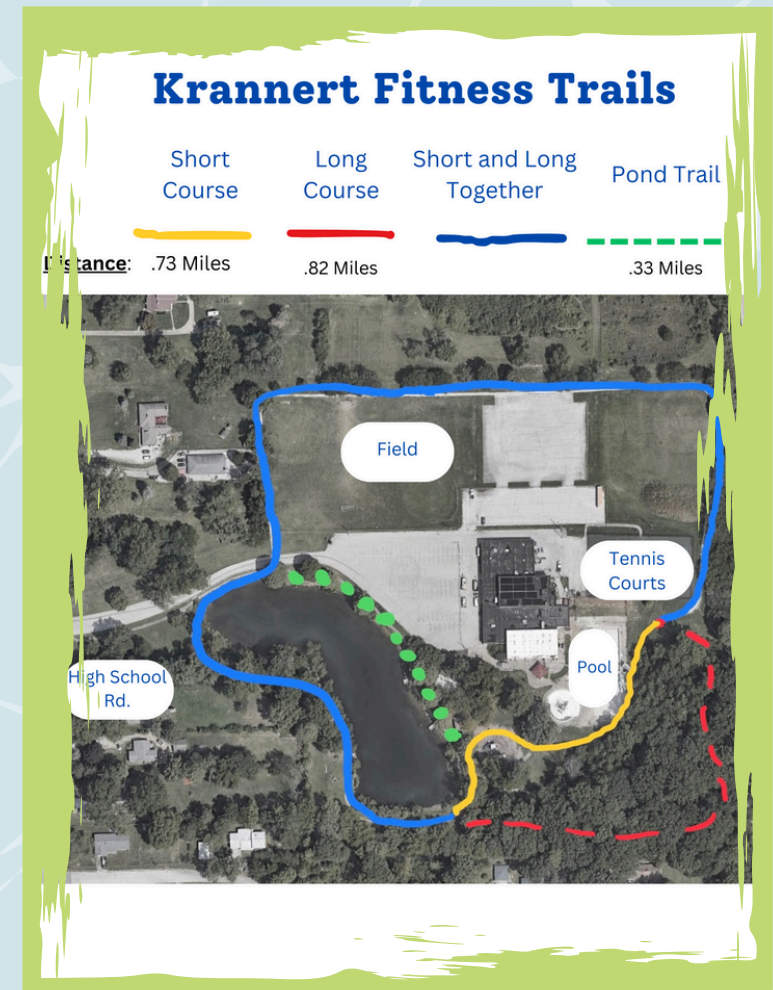 Krannert Fitness Trails
Short
Course
Long
Course
Short and Long
Together
Pond Trail
Distance:
.73 Miles
.82 Miles
.33 Miles
Field
Tennis
Courts
Pool
High School
Rd.